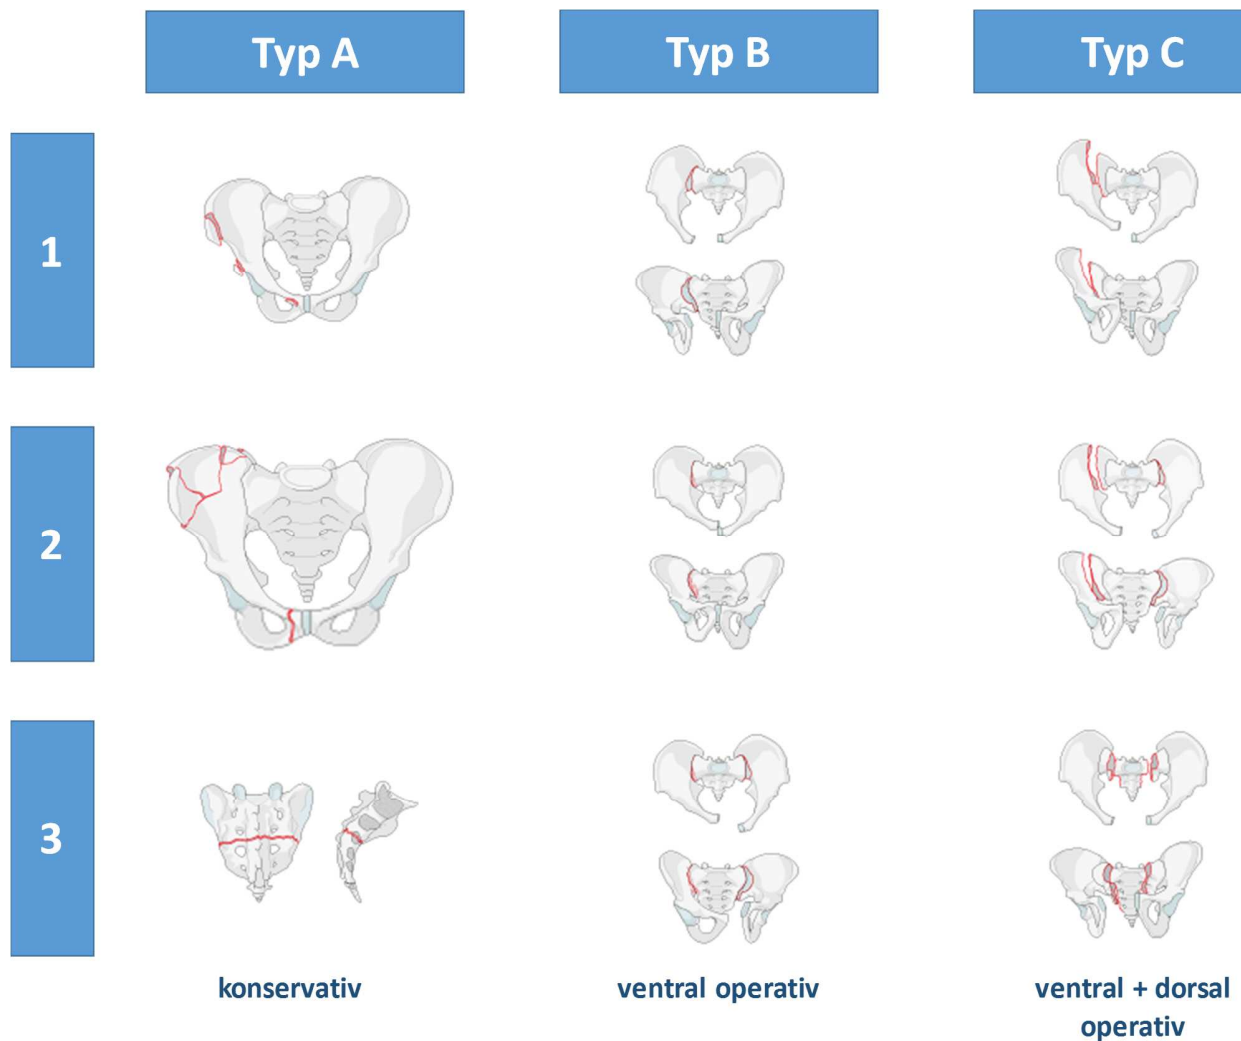 Typ A
Typ B
Typ C
1
2
3
konservativ
ventral operativ
ventral + dorsal
operativ